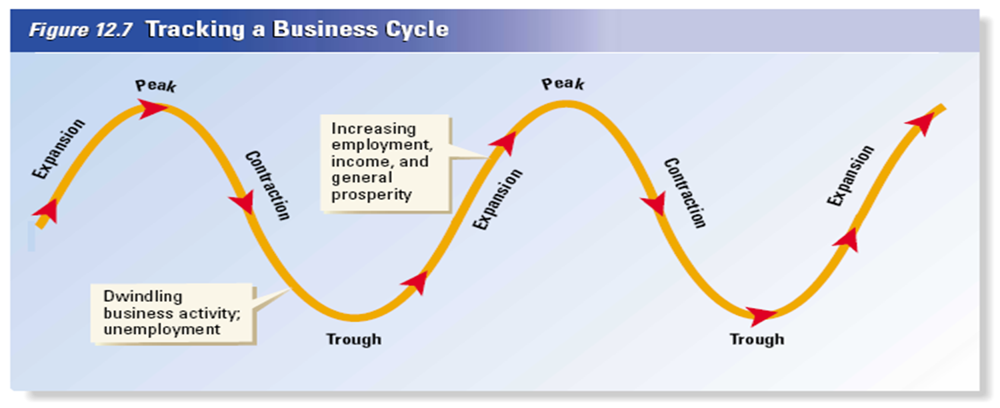 Figure 12.7 Tracking a Business Cycle
Peak
Expansion
Contraction
Dwindling
business activity;
unemployment
Trough
Increasing
employment,
income, and
general
prosperity
Expansion
Peak
Contraction
Trough
Expansion